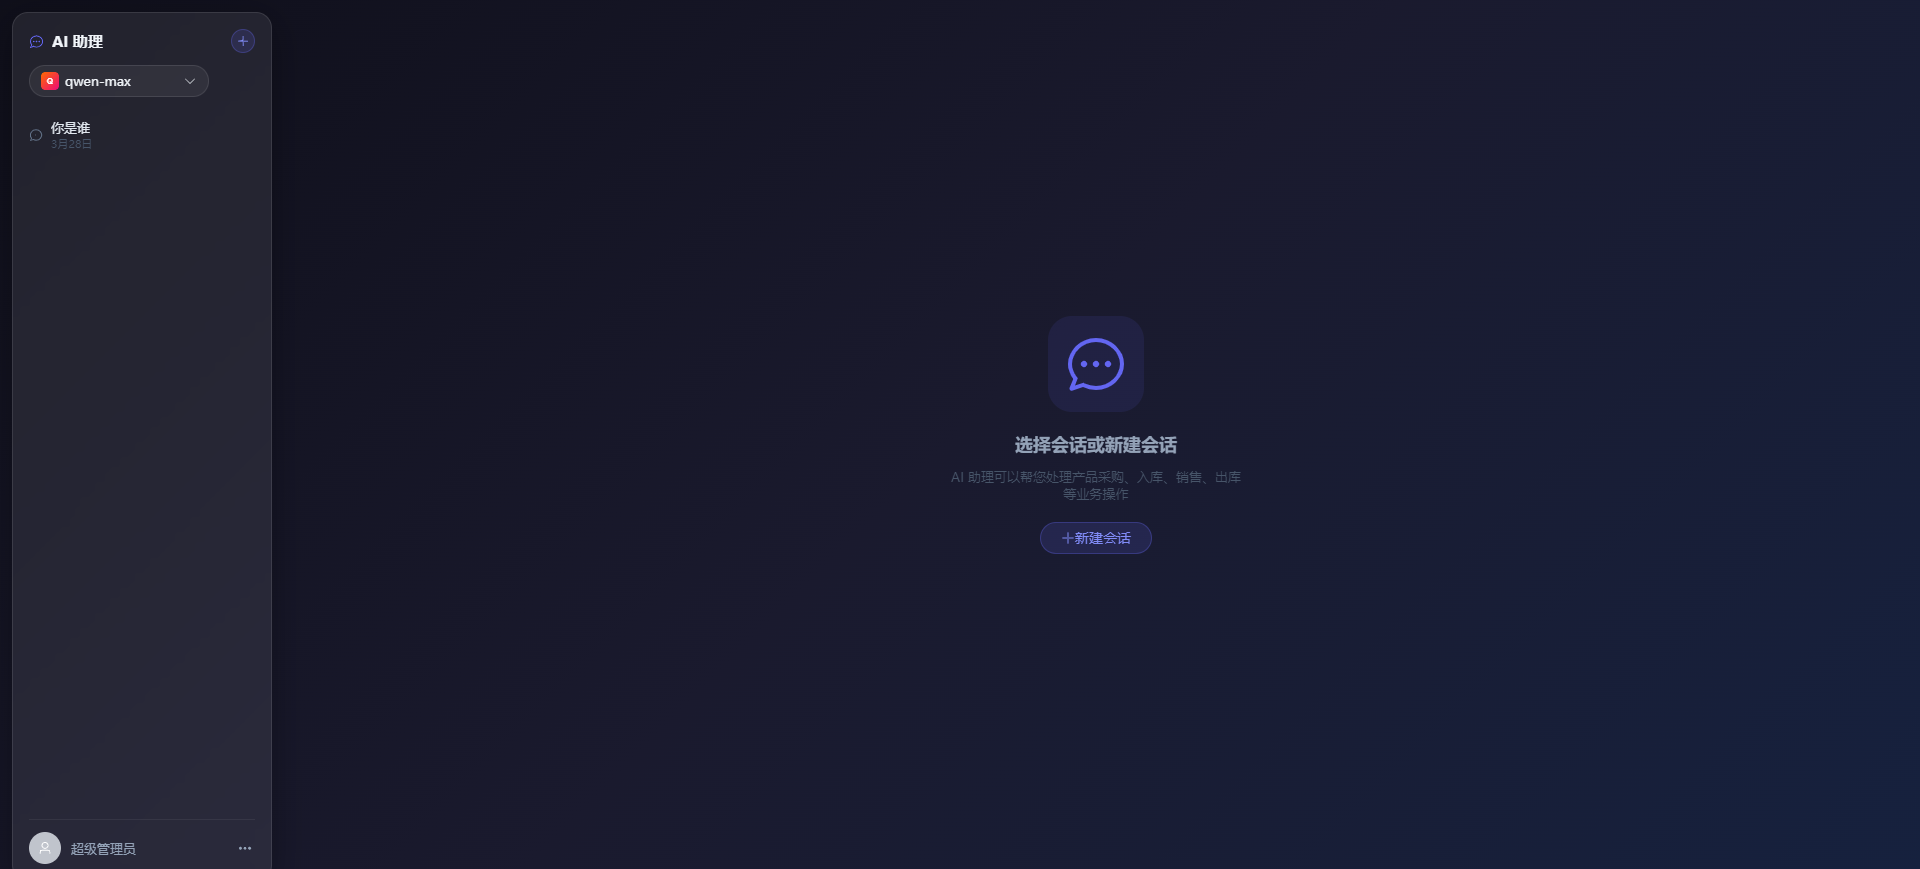 AI 助理
Q qwen-max
你是谁
3月28日
选择会话或新建会话
AI 助理可以帮您处理产品采购、入库、销售、出库
等业务操作
+新建会话
超级管理员